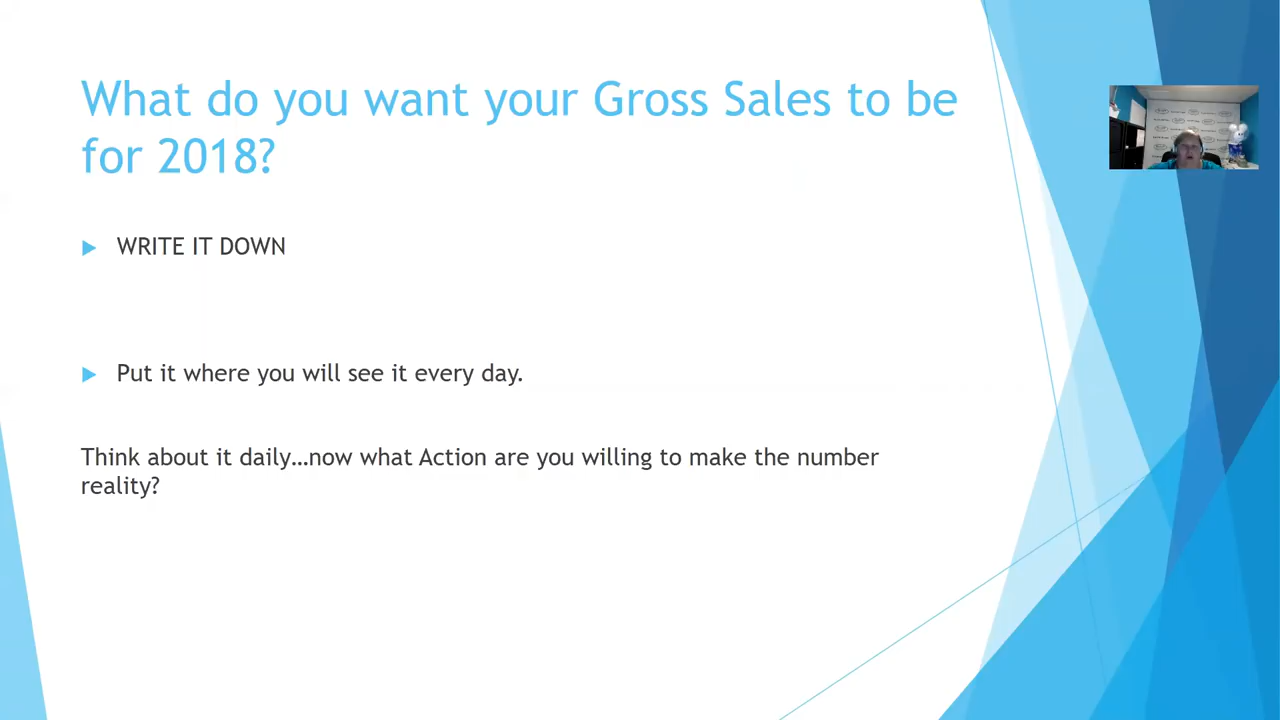 What do you want your Gross Sales to be
for 2018?
WRITE IT DOWN
Put it where you will see it every day.
Think about it daily…now what Action are you willing to make the number
reality?